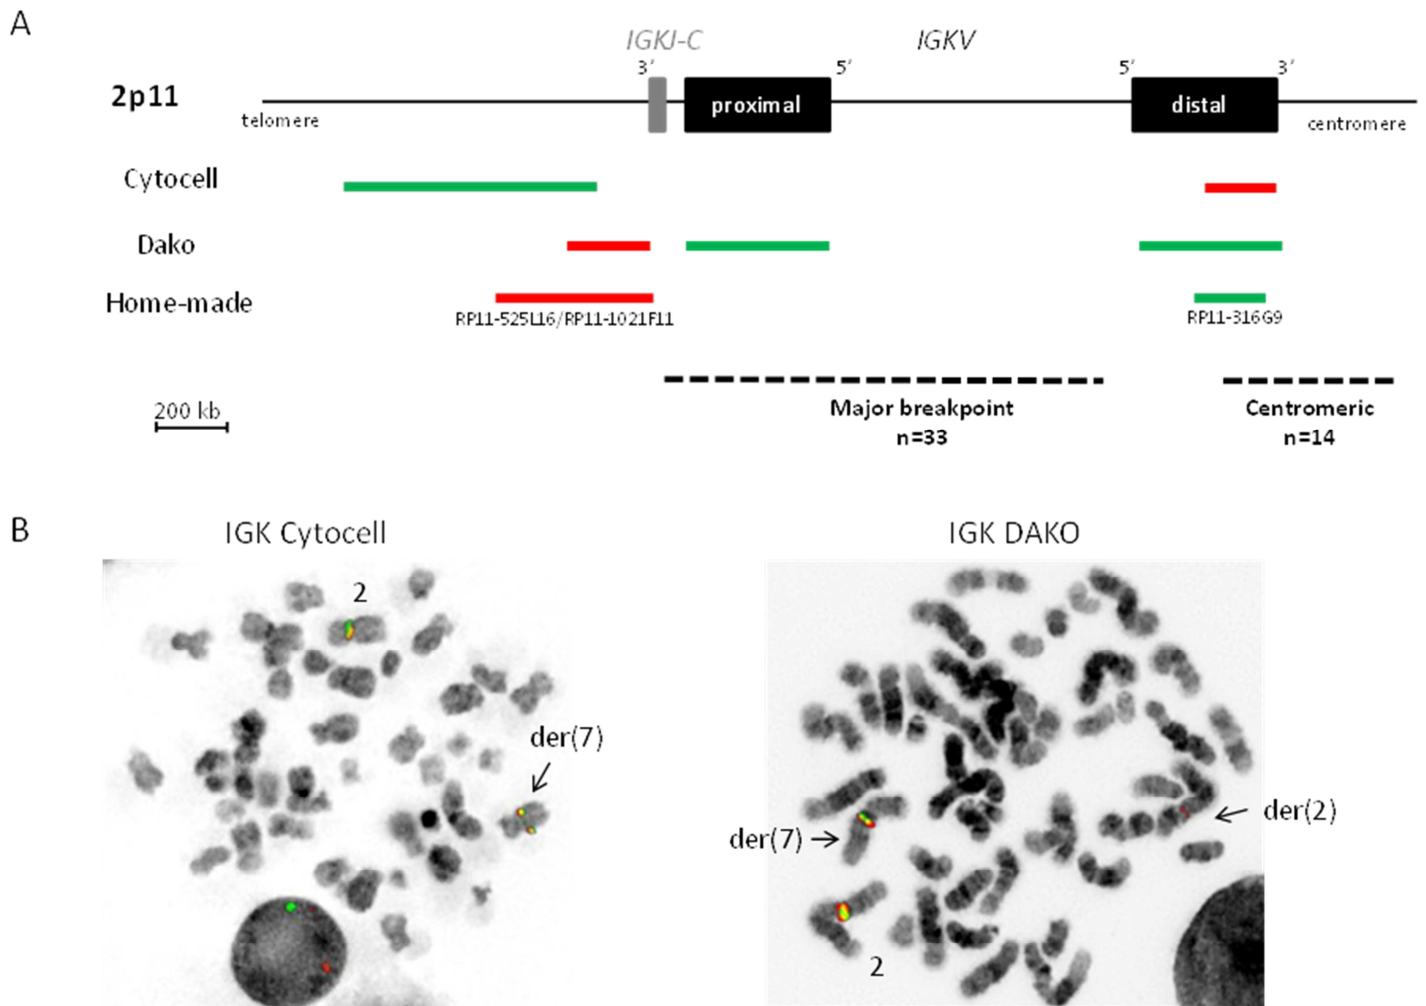 A
IGKJ-C
IGKV
3′
5′
5′
3′
2p11
proximal
distal
telomere
centromere
Cytocell
Dako
Home-made
RP11-525L16/RP11-1021F11
RP11-316G9
200 kb
Major breakpoint
n=33
Centromeric
n=14
B
IGK Cytocell
IGK DAKO
2
der(7)
der(7)
der(2)
2